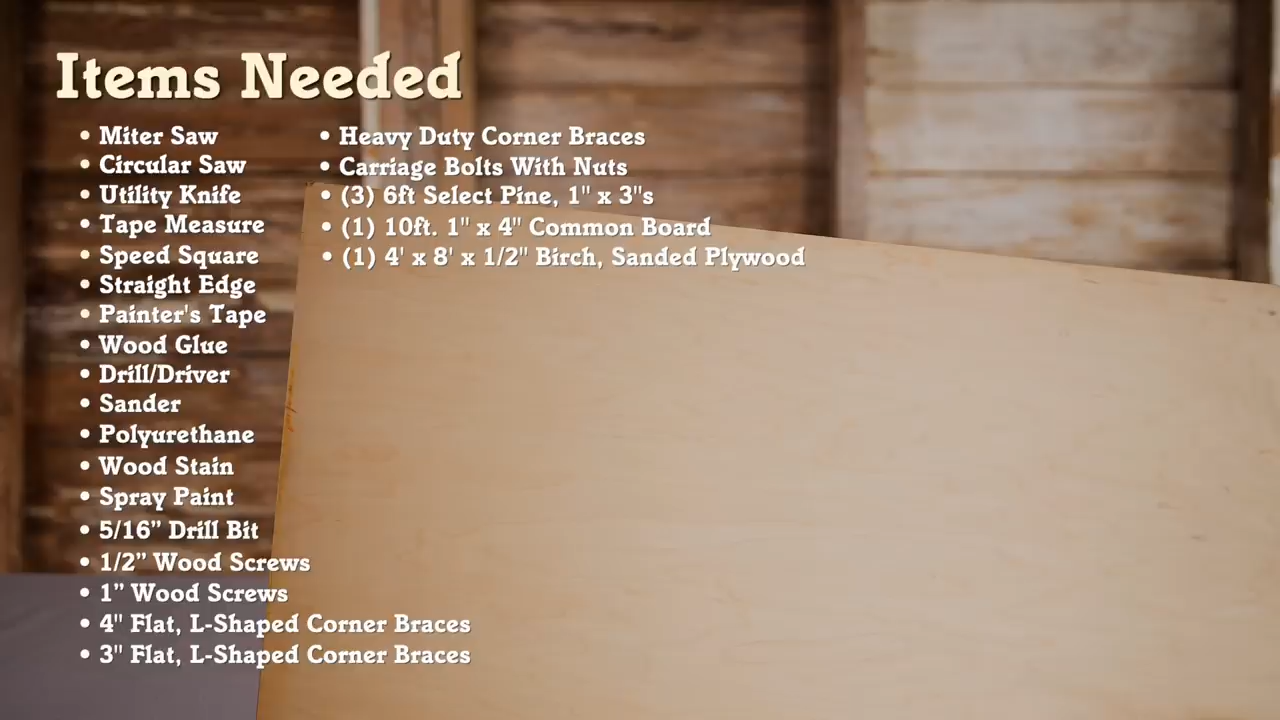 Items Needed
• Miter Saw
• Circular Saw
• Utility Knife
• Tape Measure
• Speed Square
• Straight Edge
• Painter's Tape
• Wood Glue
• Drill/Driver
• Sander
• Polyurethane
• Wood Stain
• Spray Paint
• 5/16” Drill Bit
• 1/2” Wood Screws
• 1” Wood Screws
• 4" Flat, L-Shaped Corner Braces
• 3" Flat, L-Shaped Corner Braces
• Heavy Duty Corner Braces
• Carriage Bolts With Nuts
• (3) 6ft Select Pine, 1" x 3"s
• (1) 10ft. 1" x 4" Common Board
• (1) 4' x 8' x 1/2" Birch, Sanded Plywood